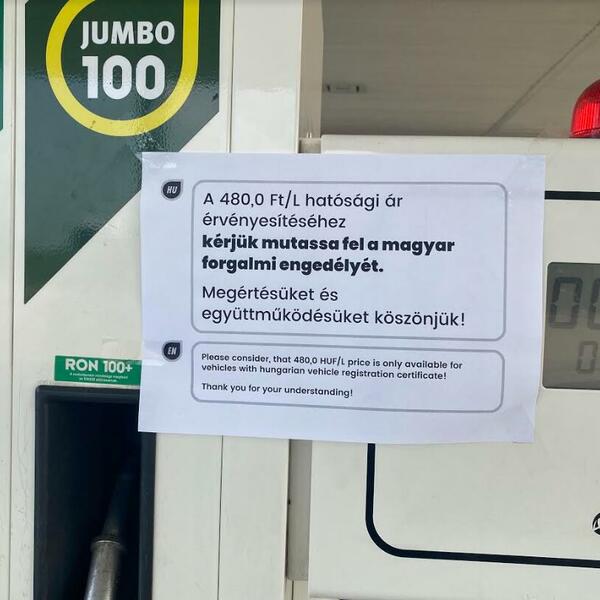 JUMBO
100
HU
A 480,0 Ft/L hatósági ár
érvényesítéséhez
kérjük mutassa fel a magyar
forgalmi engedélyét.
Megértésüket és
együttműködésüket köszönjük!
EN
Please consider, that 480,0 HUF/L price is only available for
vehicles with hungarian vehicle registration certificate!
Thank you for your understanding!
RON 100+